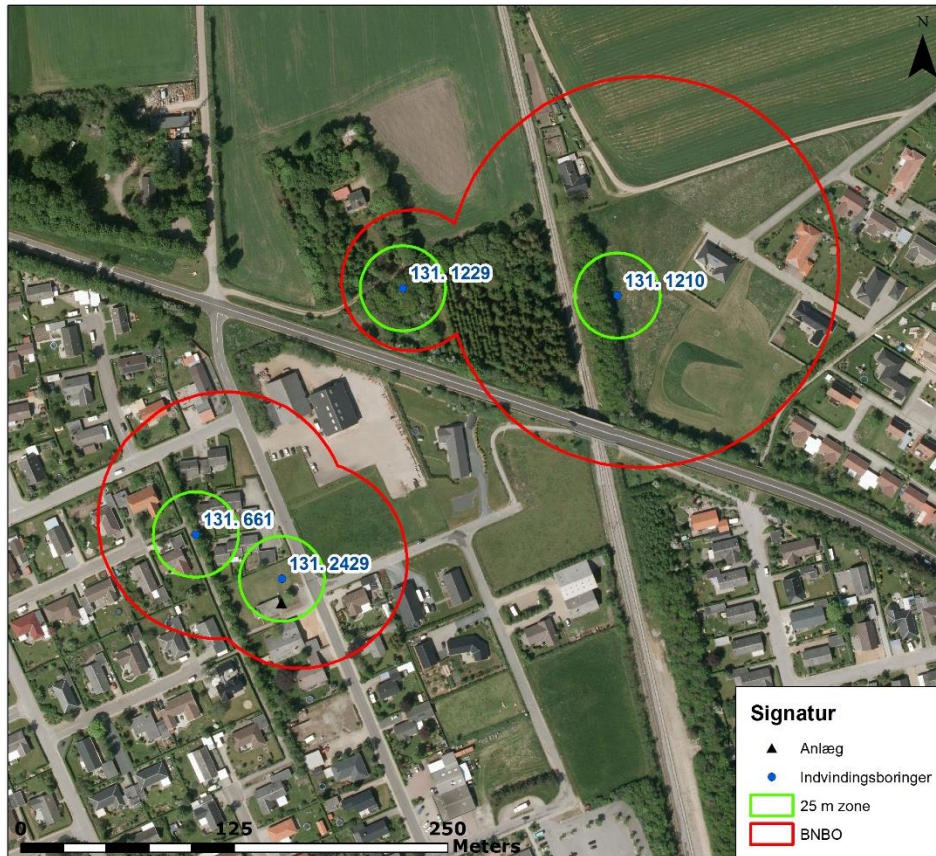 N
131. 1229
131. 1210
131. 661
131. 2429
Signatur
Anlæg
Indvindingsboringer
25 m zone
BNBO
0 125 250
Meters